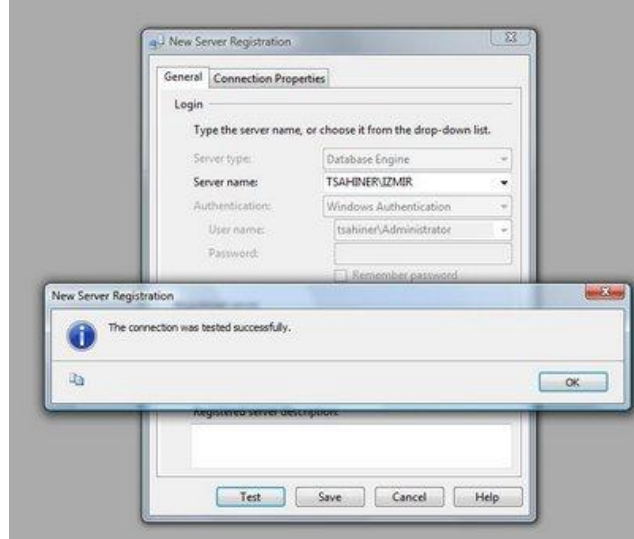 New Server Registration
General
Connection Properties
Login
Type the server name, or choose it from the drop-down list.
Server type:
Database Engine
Server name:
TSAHINER\IZMIR
Authentication:
Windows Authentication
User name:
tsahiner\Administrator
Password:
Remember password
New Server Registration
The connection was tested successfully.
OK
Registered server description:
Test
Save
Cancel
Help